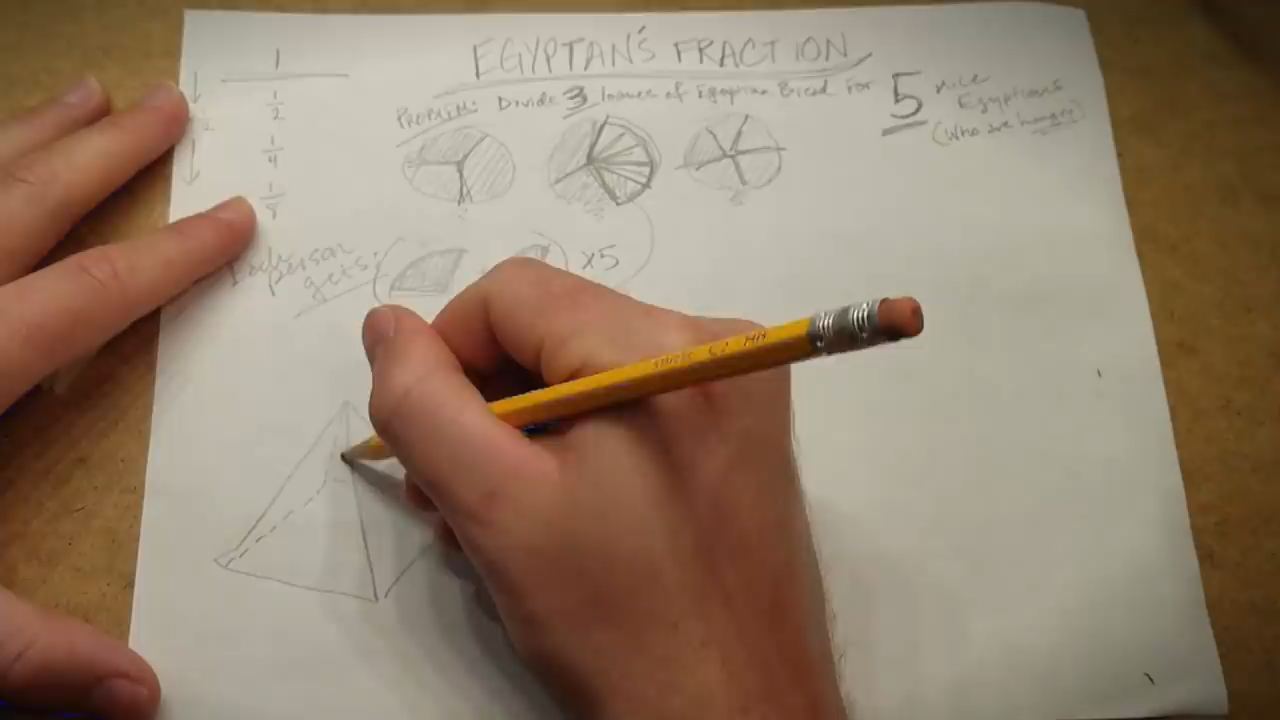 EGYPTAN'S FRACTION
PROBLEM: Divide 3 loaves of Egyptian Bread For 5 nice
Egyptians
(who are hungry)
1
1/2
1/4
1/8
Each
person
gets:
x5